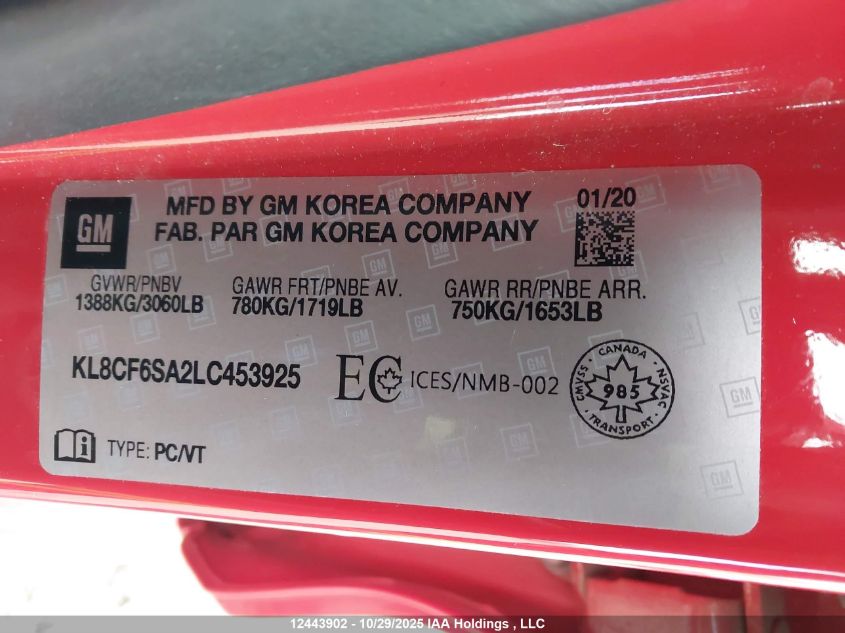 GM
MFD BY GM KOREA COMPANY
FAB. PAR GM KOREA COMPANY
01/20
GVWR/PNBV
1388KG/3060LB
GAWR FRT/PNBE AV.
780KG/1719LB
GAWR RR/PNBE ARR.
750KG/1653LB
KL8CF6SA2LC453925
EC ICES/NMB-002
CANADA
CMVSS
985
NSVAC
TRANSPORT
TYPE: PC/VT
12443902 - 10/29/2025 IAA Holdings , LLC